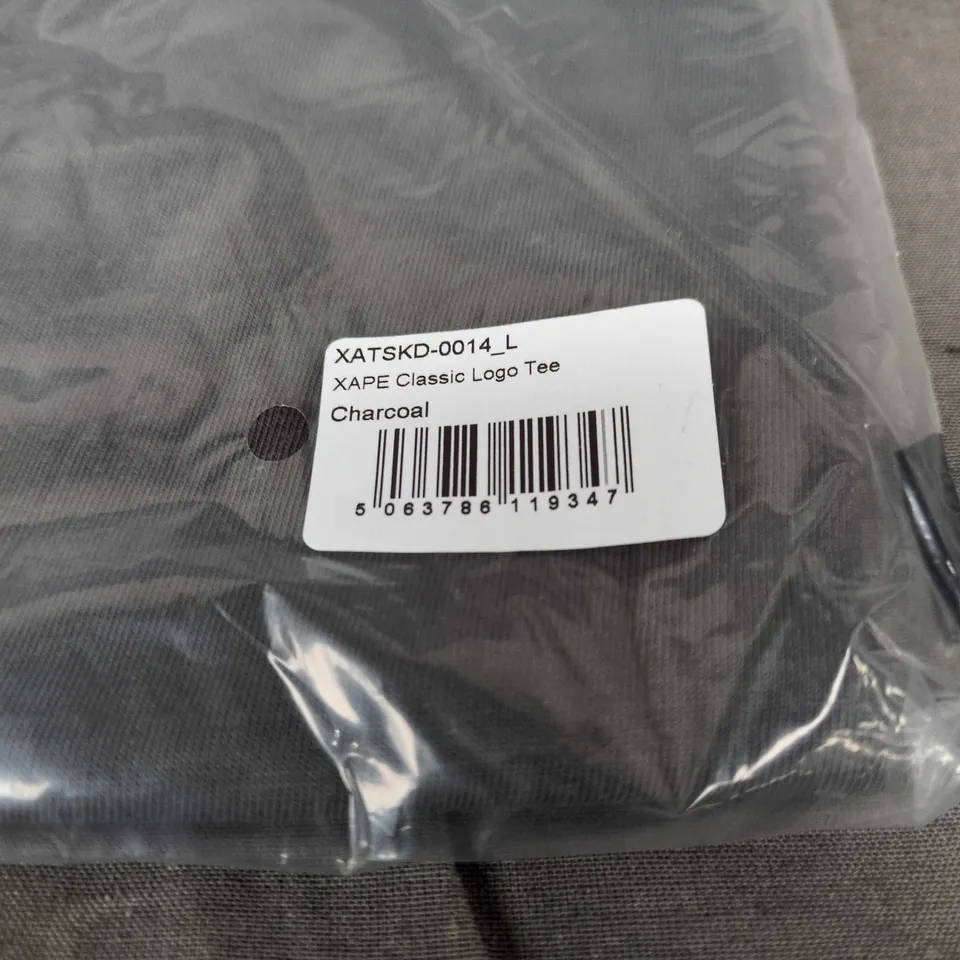 XATSKD-0014_L
XAPE Classic Logo Tee
Charcoal
5 063786 119347